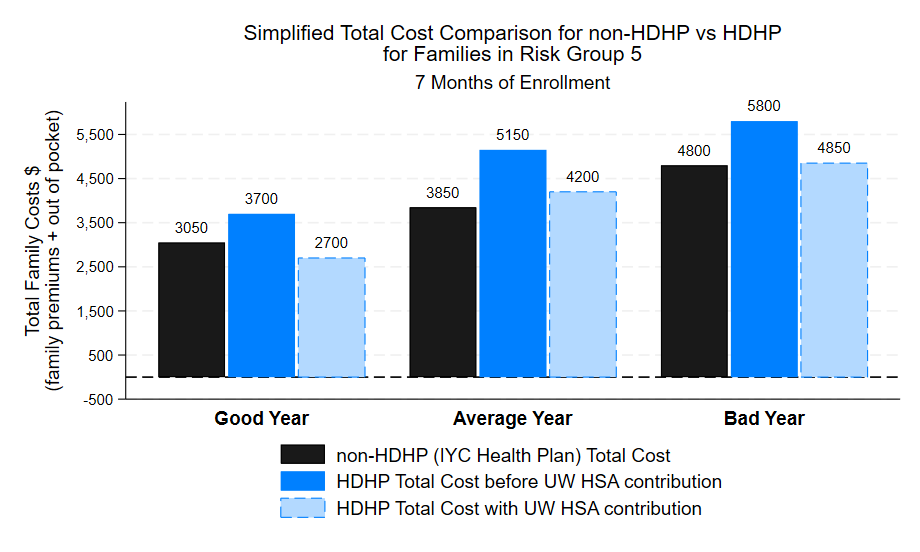 Simplified Total Cost Comparison for non-HDHP vs HDHP
for Families in Risk Group 5
7 Months of Enrollment
Total Family Costs $
(family premiums + out of pocket)
5,500
4,500
3,500
2,500
1,500
500
-500
3050
3700
2700
3850
5150
4200
4800
5800
4850
Good Year
Average Year
Bad Year
non-HDHP (IYC Health Plan) Total Cost
HDHP Total Cost before UW HSA contribution
HDHP Total Cost with UW HSA contribution